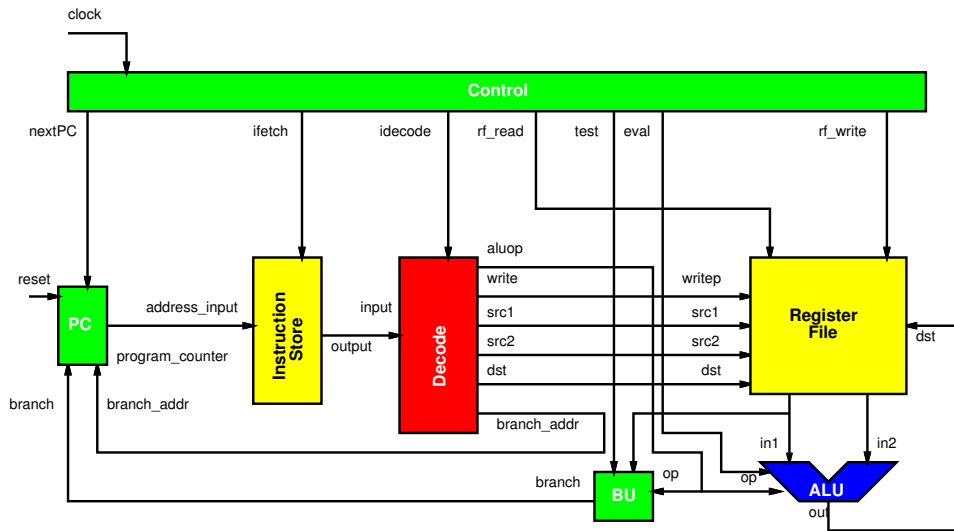 clock
Control
nextPC
ifetch
idecode
rf_read
test
eval
rf_write
aluop
reset
write
writep
PC
address_input
input
src1
src1
Register
File
Instruction
Store
output
Decode
program_counter
src2
src2
dst
dst
dst
branch
branch_addr
branch_addr
in1
in2
branch
op
op
BU
ALU
out